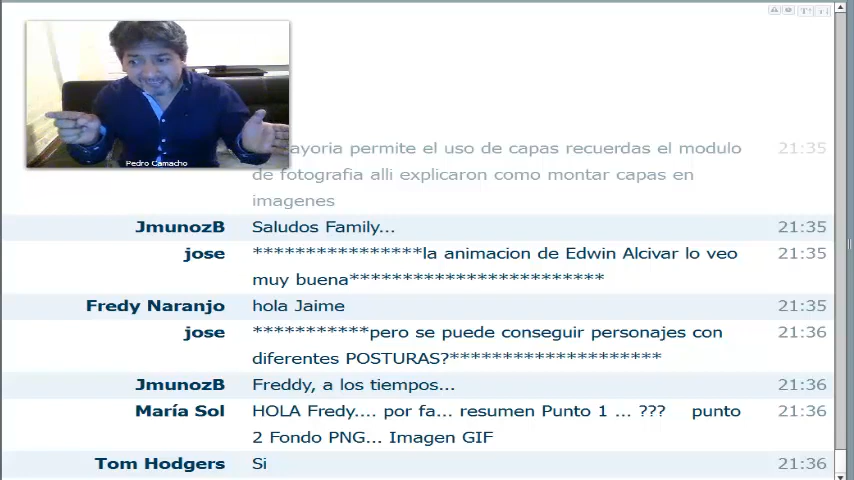 Pedro Camacho
ayoria permite el uso de capas recuerdas el modulo 21:35
de fotografia alli explicaron como montar capas en
imagenes
JmunozB Saludos Family... 21:35
jose ****************la animacion de Edwin Alcivar lo veo 21:35
muy buena************************
Fredy Naranjo hola Jaime 21:35
jose ***********pero se puede conseguir personajes con 21:36
diferentes POSTURAS?********************
JmunozB Freddy, a los tiempos... 21:36
María Sol HOLA Fredy.... por fa... resumen Punto 1 ... ??? punto 21:36
2 Fondo PNG... Imagen GIF
Tom Hodgers Si 21:36